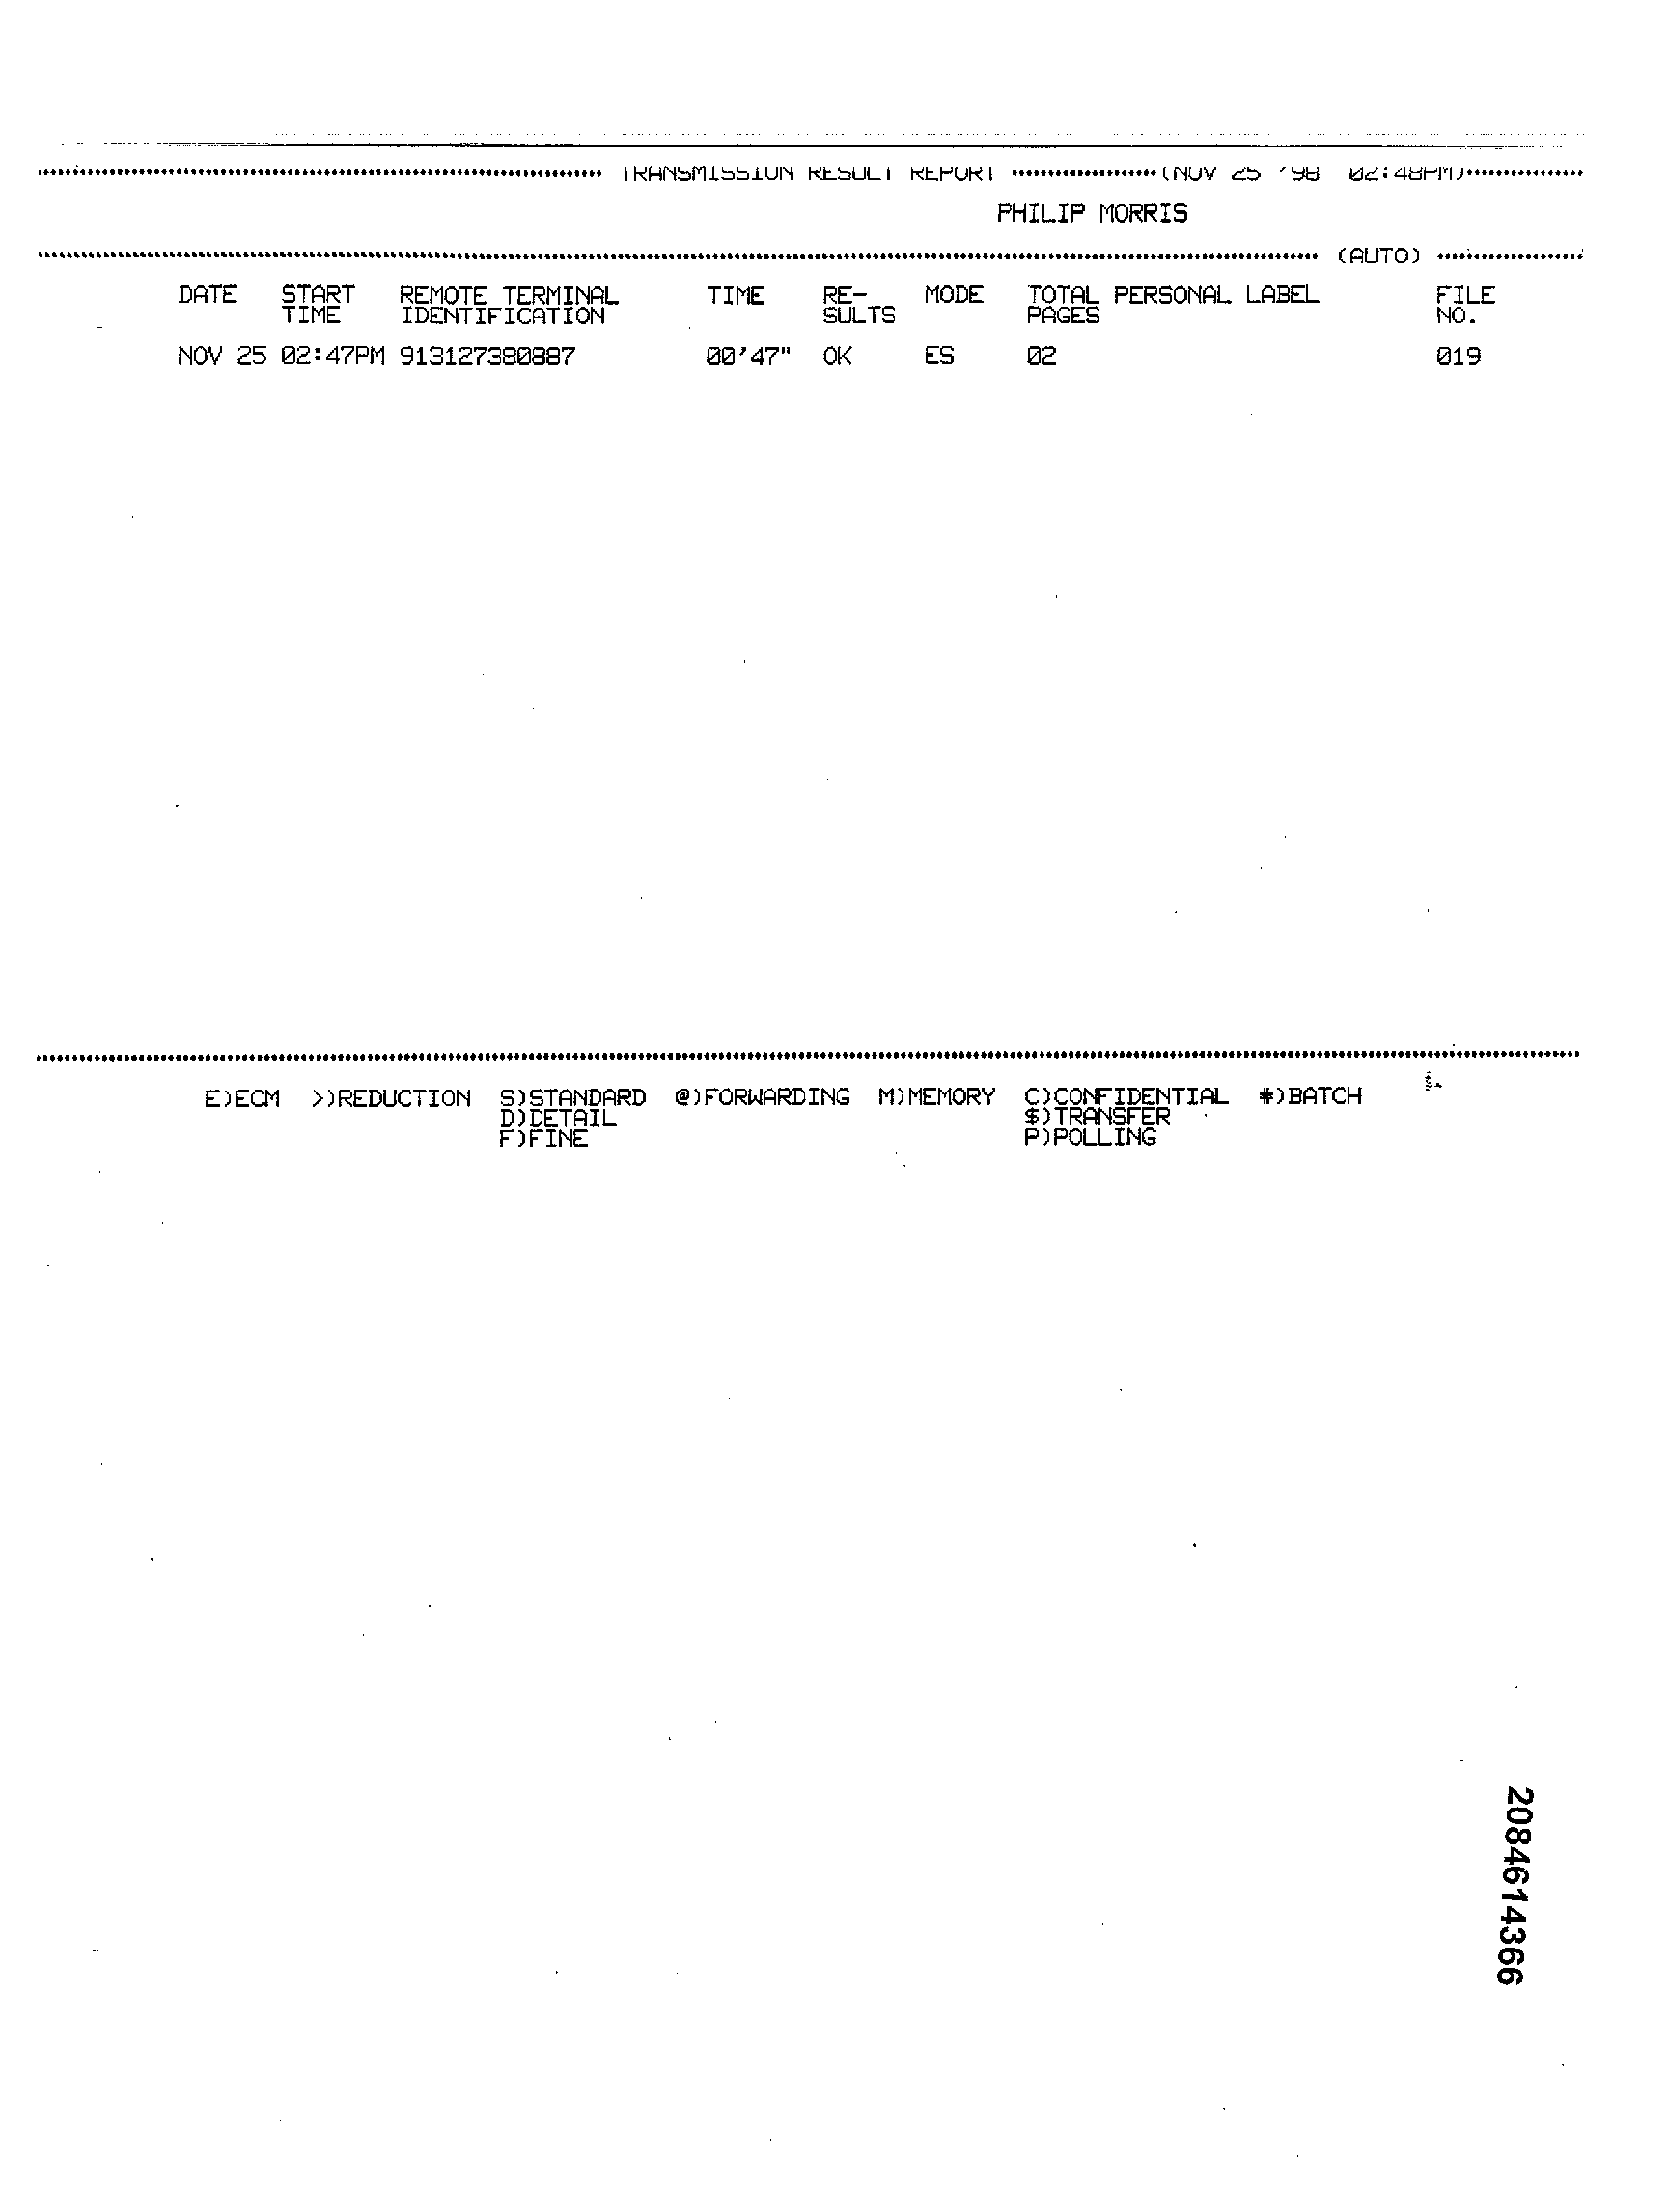 TRANSMISSION RESULT REPORT (NOV 25 '98 02:48PM)
PHILIP MORRIS
(AUTO)
DATE START REMOTE TERMINAL TIME RE- MODE TOTAL PERSONAL LABEL FILE
TIME IDENTIFICATION SULTS PAGES NO.
NOV 25 02:47PM 913127380887 00'47" OK ES 02 019
E)ECM >)REDUCTION S)STANDARD @)FORWARDING M)MEMORY C)CONFIDENTIAL #)BATCH
D)DETAIL $)TRANSFER
F)FINE P)POLLING
2084614366